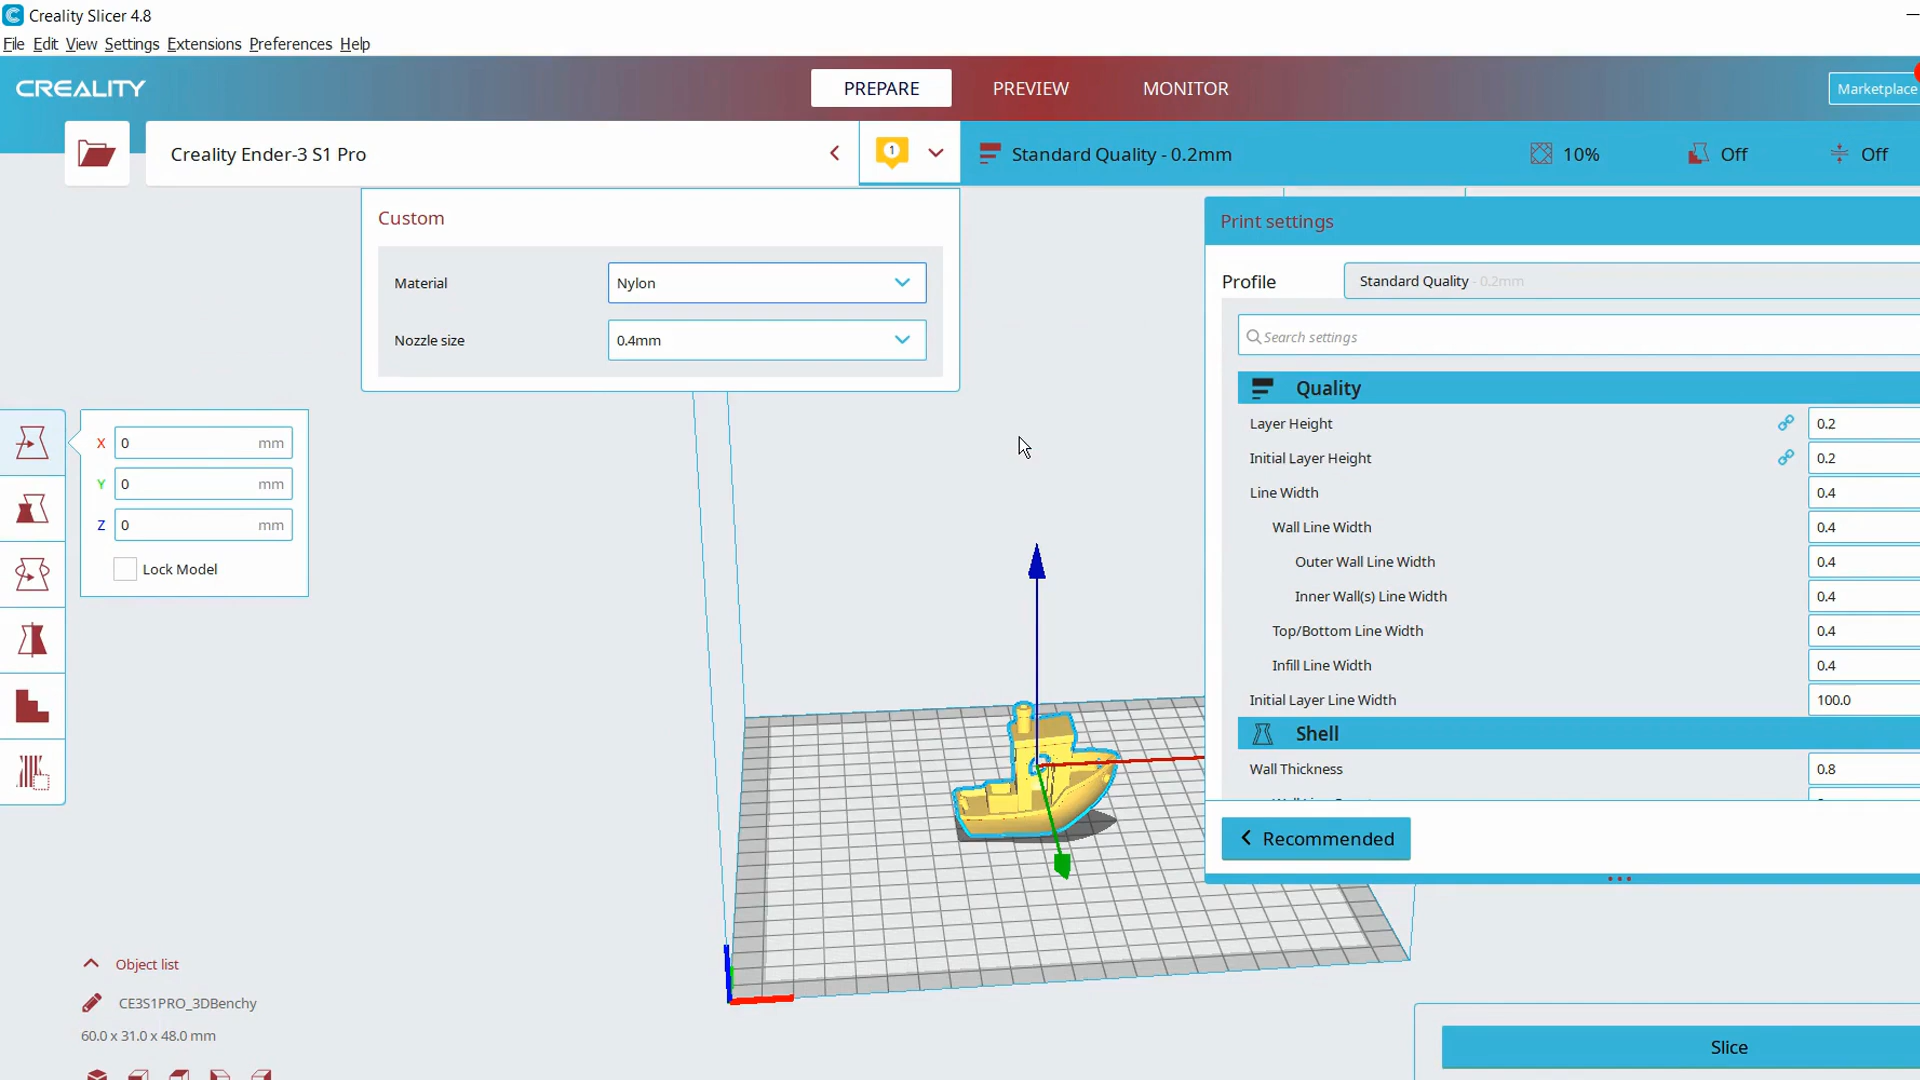 Creality Slicer 4.8
File Edit View Settings Extensions Preferences Help
CREALITY
PREPARE
PREVIEW
MONITOR
Marketplace
Creality Ender-3 S1 Pro
1
Standard Quality - 0.2mm
10%
Off
Off
Custom
Material
Nylon
Nozzle size
0.4mm
Print settings
Profile
Standard Quality - 0.2mm
Search settings
Quality
Layer Height
0.2
Initial Layer Height
0.2
Line Width
0.4
Wall Line Width
0.4
Outer Wall Line Width
0.4
Inner Wall(s) Line Width
0.4
Top/Bottom Line Width
0.4
Infill Line Width
0.4
Initial Layer Line Width
100.0
Shell
Wall Thickness
0.8
Recommended
X 0 mm
Y 0 mm
Z 0 mm
Lock Model
Object list
CE3S1PRO_3DBenchy
60.0 x 31.0 x 48.0 mm
Slice